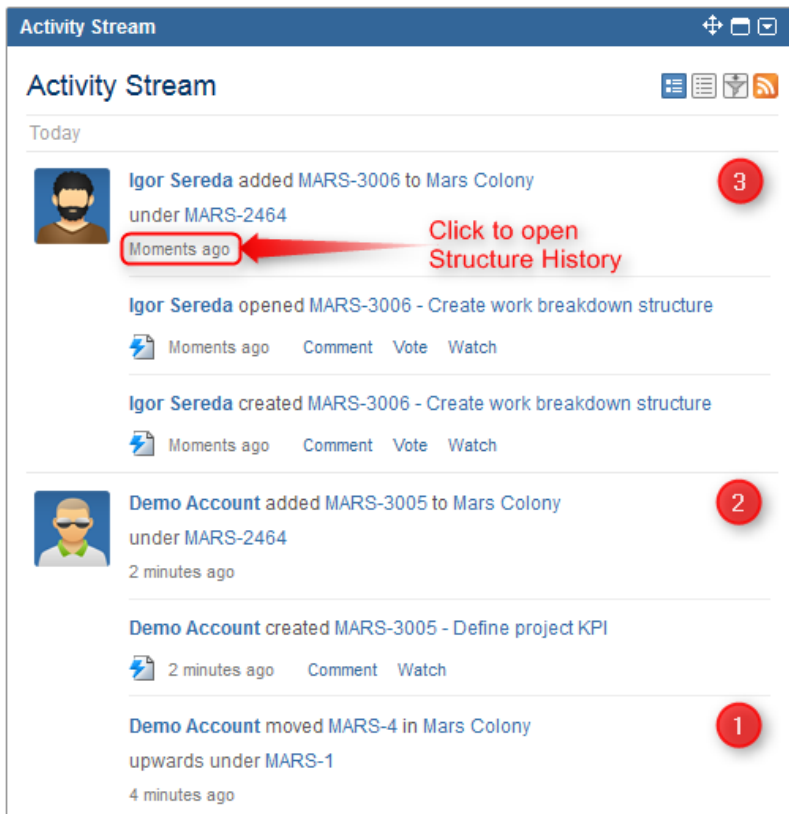 Activity Stream
Activity Stream
Today
Igor Sereda added MARS-3006 to Mars Colony
3
under MARS-2464
Moments ago
Click to open
Structure History
Igor Sereda opened MARS-3006 - Create work breakdown structure
Moments ago Comment Vote Watch
Igor Sereda created MARS-3006 - Create work breakdown structure
Moments ago Comment Vote Watch
Demo Account added MARS-3005 to Mars Colony
2
under MARS-2464
2 minutes ago
Demo Account created MARS-3005 - Define project KPI
2 minutes ago Comment Watch
Demo Account moved MARS-4 in Mars Colony
1
upwards under MARS-1
4 minutes ago